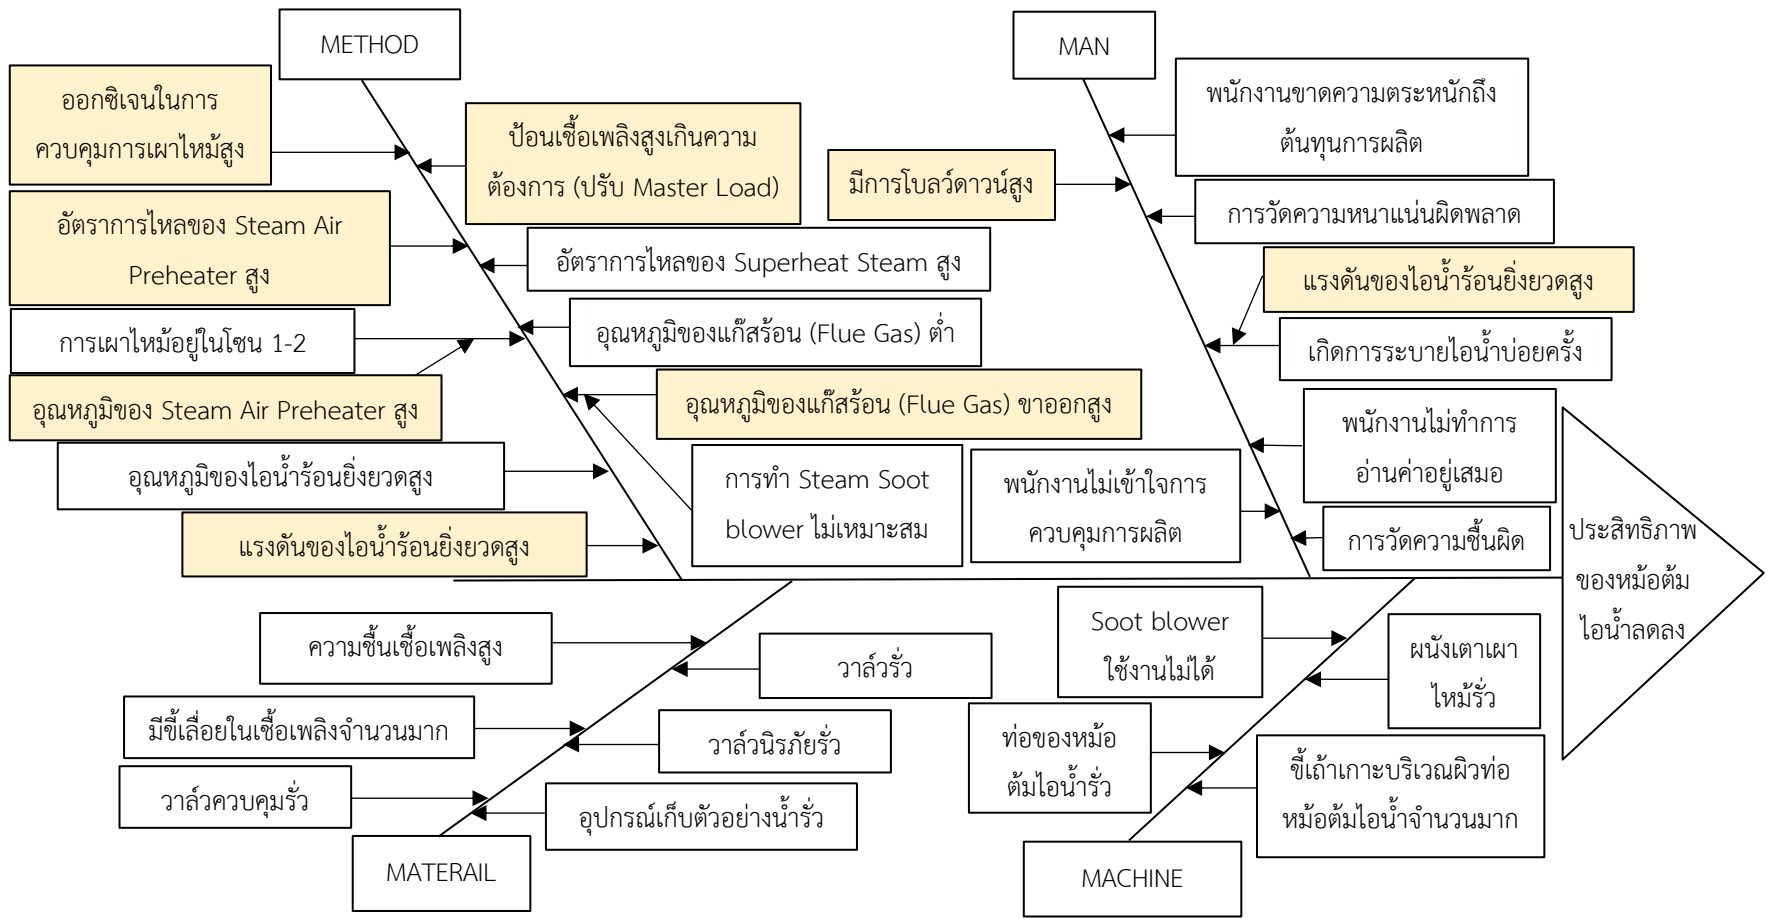 METHOD
MAN
ออกซิเจนในการ
ควบคุมการเผาไหม้สูง
ป้อนเชื้อเพลิงสูงเกินความ
ต้องการ (ปรับ Master Load)
อัตราการไหลของ Steam Air
Preheater สูง
อัตราการไหลของ Superheat Steam สูง
การเผาไหม้อยู่ในโซน 1-2
อุณหภูมิของแก๊สร้อน (Flue Gas) ต่ำ
อุณหภูมิของ Steam Air Preheater สูง
อุณหภูมิของแก๊สร้อน (Flue Gas) ขาออกสูง
อุณหภูมิของไอน้ำร้อนยิ่งยวดสูง
การทำ Steam Soot
blower ไม่เหมาะสม
แรงดันของไอน้ำร้อนยิ่งยวดสูง
พนักงานขาดความตระหนักถึง
ต้นทุนการผลิต
มีการโบลว์ดาวน์สูง
การวัดความหนาแน่นผิดพลาด
แรงดันของไอน้ำร้อนยิ่งยวดสูง
เกิดการระบายไอน้ำบ่อยครั้ง
พนักงานไม่ทำการ
อ่านค่าอยู่เสมอ
พนักงานไม่เข้าใจการ
ควบคุมการผลิต
การวัดความชื้นผิด
ประสิทธิภาพ
ของหม้อต้ม
ไอน้ำลดลง
ความชื้นเชื้อเพลิงสูง
วาล์วรั่ว
มีขี้เลื่อยในเชื้อเพลิงจำนวนมาก
วาล์วนิรภัยรั่ว
วาล์วควบคุมรั่ว
อุปกรณ์เก็บตัวอย่างน้ำรั่ว
MATERAIL
Soot blower
ใช้งานไม่ได้
ผนังเตาเผา
ไหม้รั่ว
ท่อของหม้อ
ต้มไอน้ำรั่ว
ขี้เถ้าเกาะบริเวณผิวท่อ
หม้อต้มไอน้ำจำนวนมาก
MACHINE